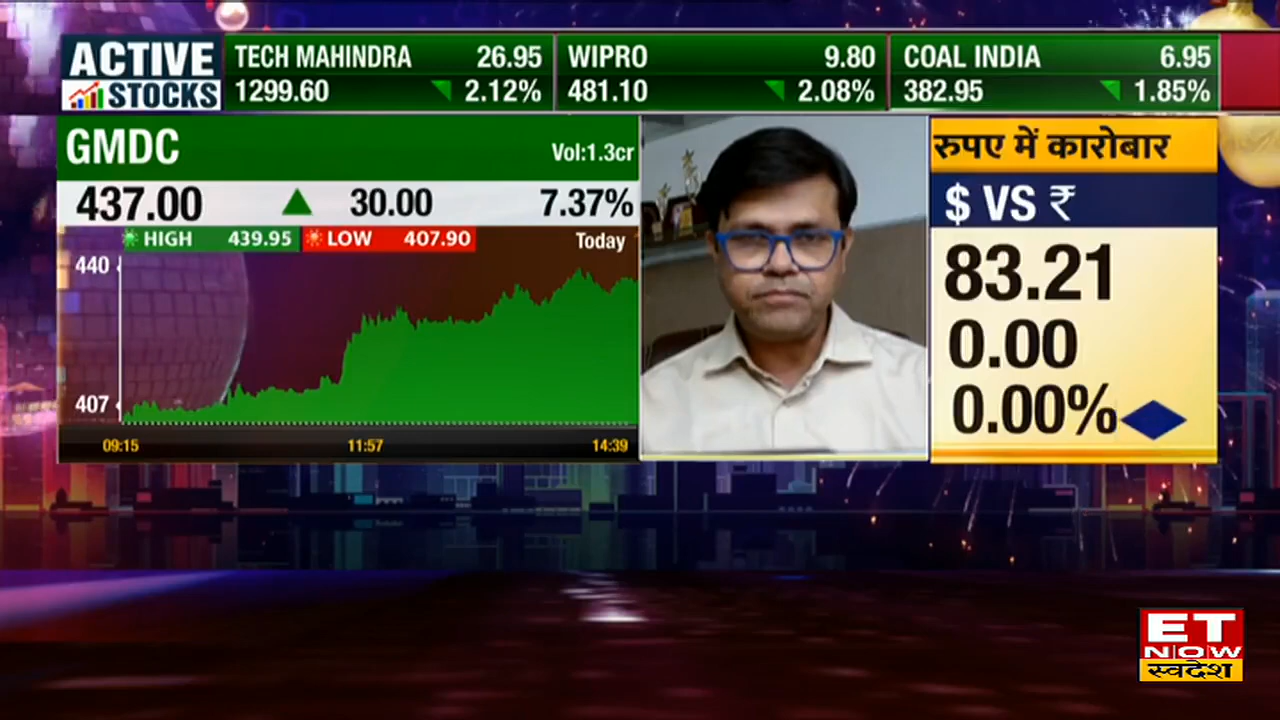 ACTIVE STOCKS
TECH MAHINDRA 26.95
1299.60 2.12%
WIPRO 9.80
481.10 2.08%
COAL INDIA 6.95
382.95 1.85%
GMDC Vol:1.3cr
437.00 30.00 7.37%
HIGH 439.95 LOW 407.90 Today
440
407
09:15 11:57 14:39
रुपए में कारोबार
$ VS ₹
83.21
0.00
0.00%
ET
NOW
स्वदेश